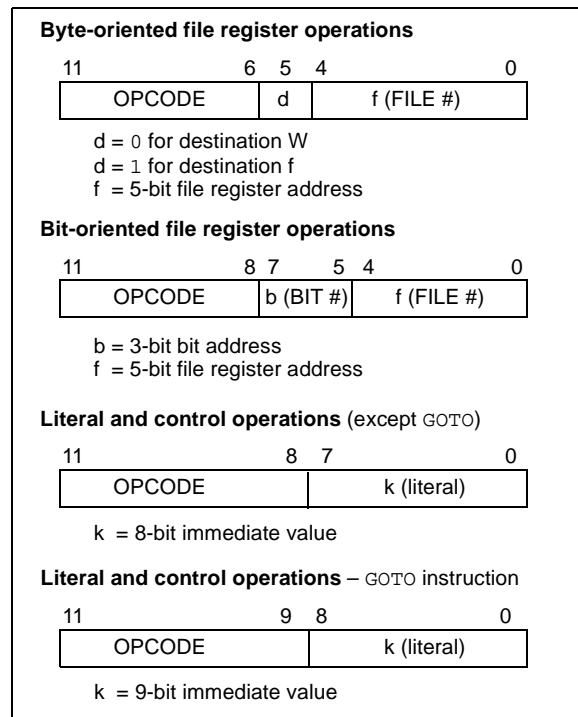 Byte-oriented file register operations
11 6 5 4 0
OPCODE d f (FILE #)
d = 0 for destination W
d = 1 for destination f
f = 5-bit file register address
Bit-oriented file register operations
11 8 7 5 4 0
OPCODE b (BIT #) f (FILE #)
b = 3-bit bit address
f = 5-bit file register address
Literal and control operations (except GOTO)
11 8 7 0
OPCODE k (literal)
k = 8-bit immediate value
Literal and control operations – GOTO instruction
11 9 8 0
OPCODE k (literal)
k = 9-bit immediate value